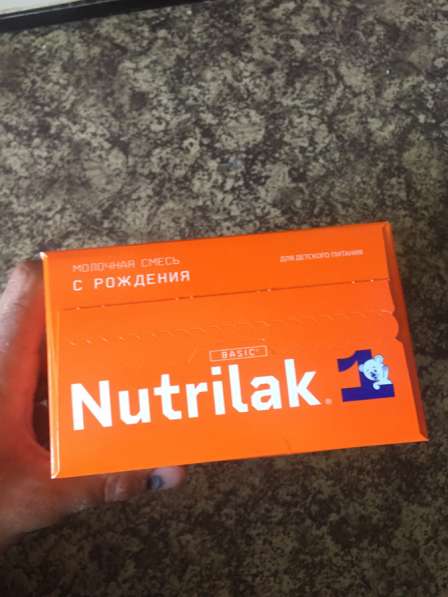 МОЛОЧНАЯ СМЕСЬ
С РОЖДЕНИЯ
ДЛЯ ДЕТСКОГО ПИТАНИЯ
BASIC
Nutrilak® 1